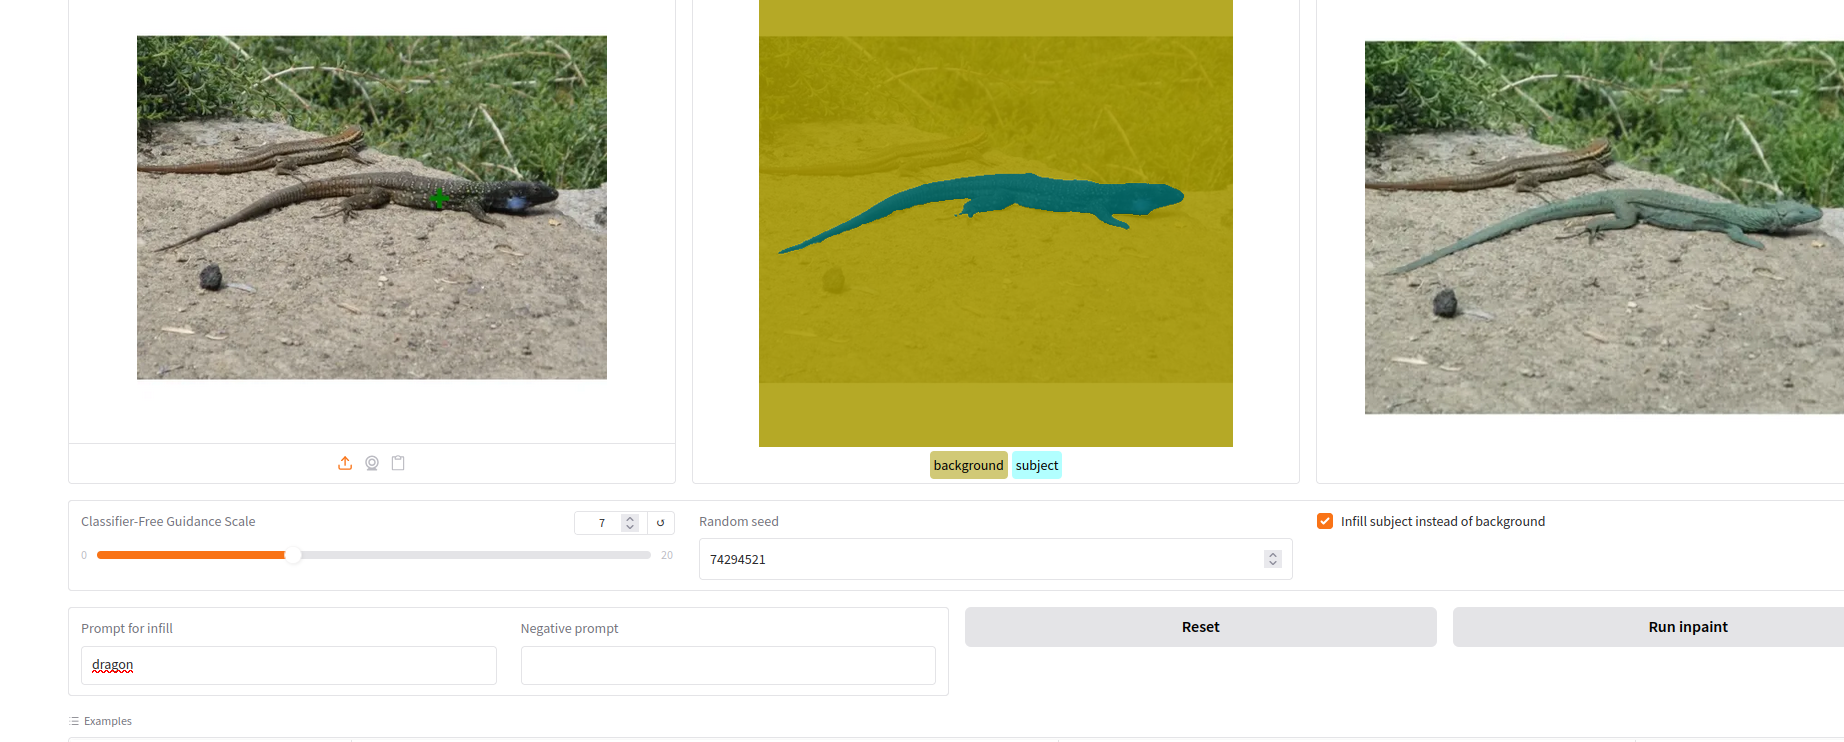 background subject
Classifier-Free Guidance Scale
7
0
20
Random seed
74294521
Infill subject instead of background
Prompt for infill
dragon
Negative prompt
Reset
Run inpaint
Examples